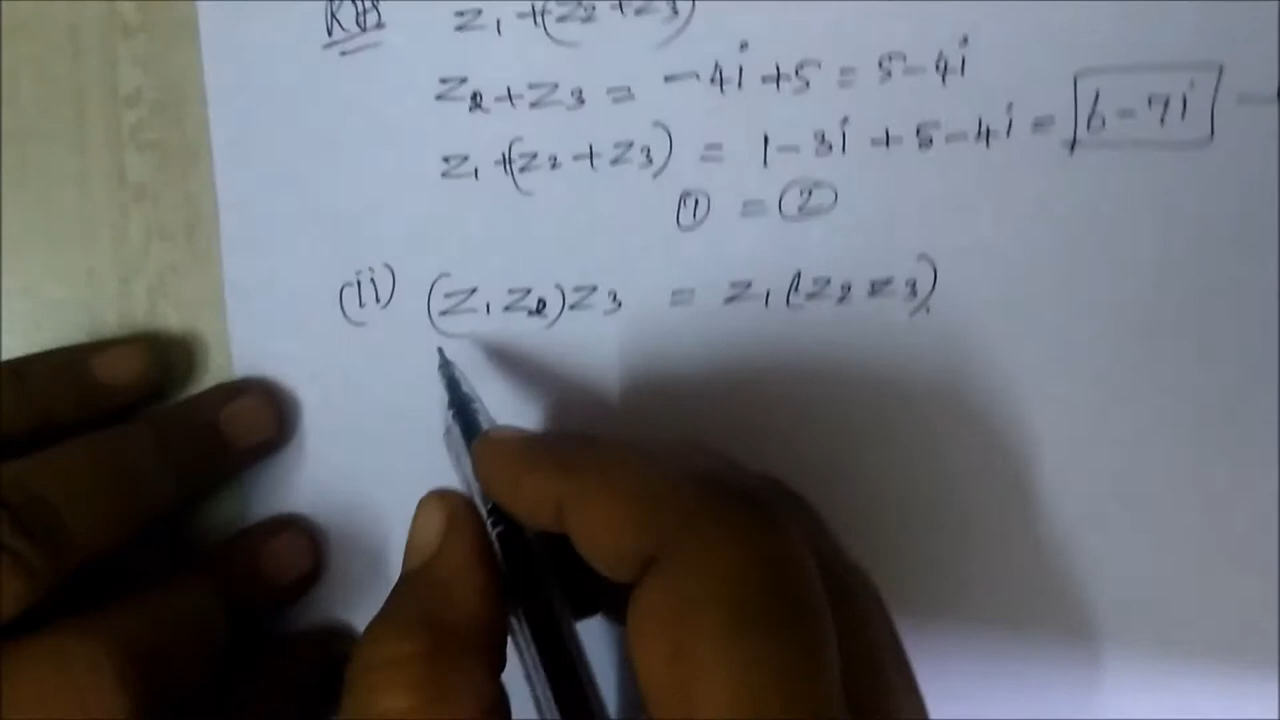 RHS z₁+(z₂+z₃)
z₂+z₃ = -4i+5 = 5-4i
z₁+(z₂+z₃) = 1-3i+5-4i = 6-7i
① = ②
(ii) (z₁z₂)z₃ = z₁(z₂z₃)